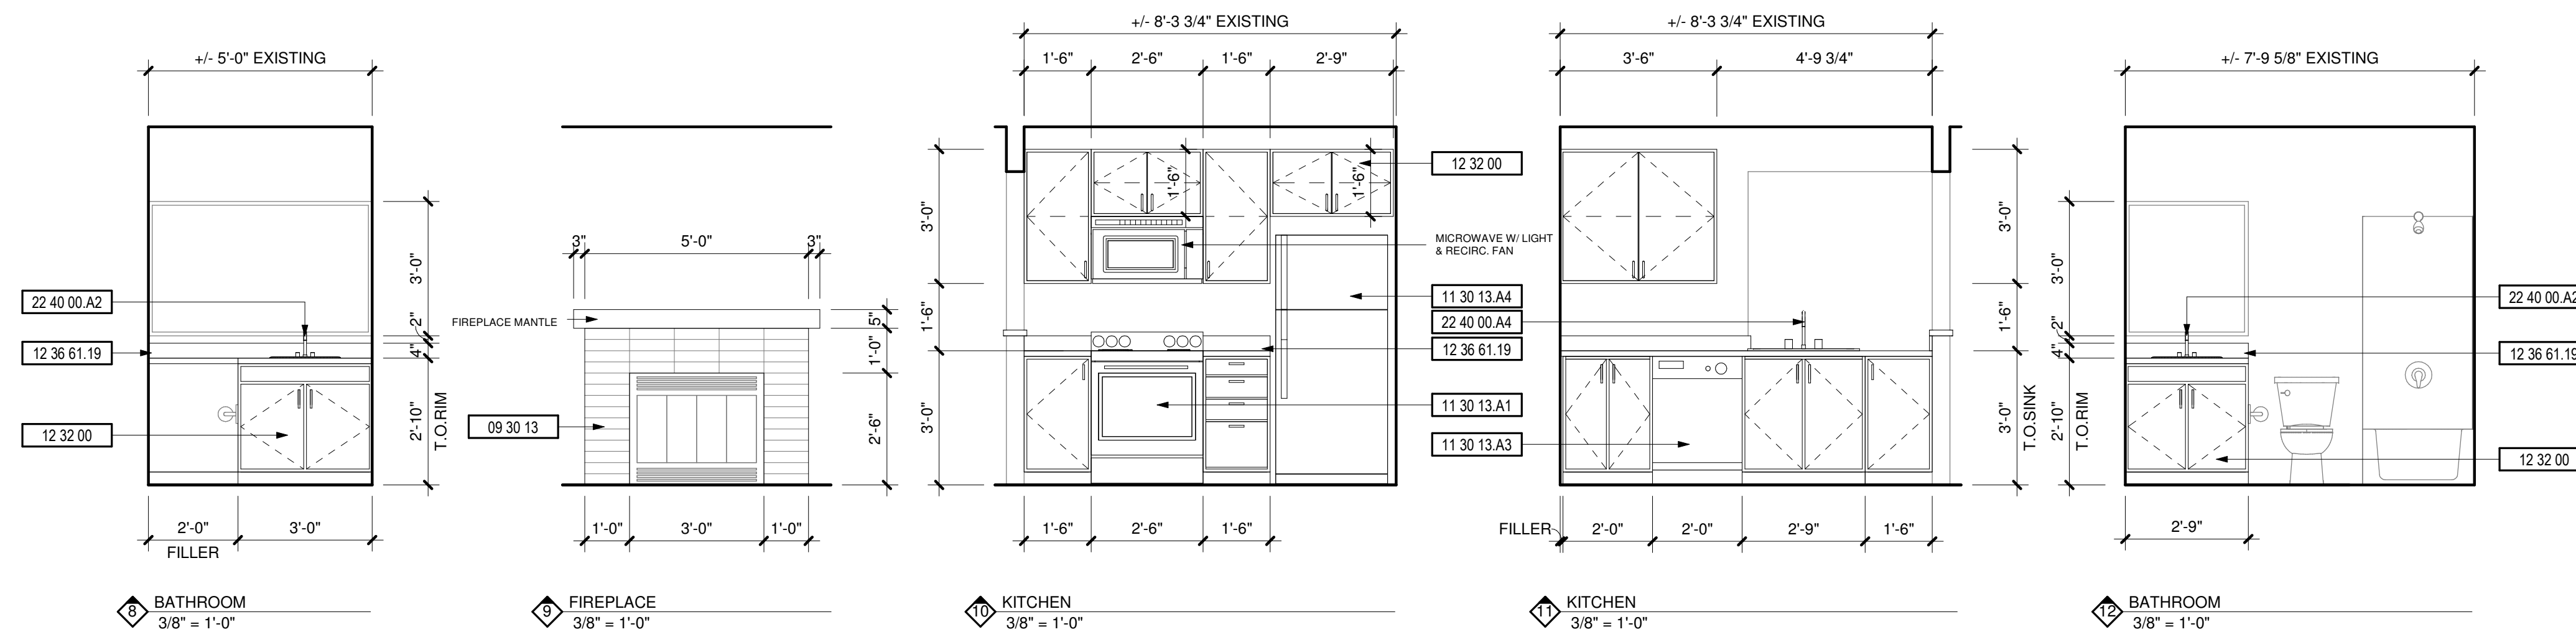 +/- 5'-0" EXISTING
3'-0"
2"
4"
2'-10"
T.O.RIM
22 40 00.A2
12 36 61.19
12 32 00
2'-0"
3'-0"
FILLER
8
BATHROOM
3/8" = 1'-0"
3"
5'-0"
3"
FIREPLACE MANTLE
5"
1'-0"
2'-6"
09 30 13
1'-0"
3'-0"
1'-0"
9
FIREPLACE
3/8" = 1'-0"
+/- 8'-3 3/4" EXISTING
1'-6"
2'-6"
1'-6"
2'-9"
3'-0"
1'-6"
3'-0"
1'-6"
1'-6"
12 32 00
MICROWAVE W/ LIGHT
& RECIRC. FAN
11 30 13.A4
22 40 00.A4
12 36 61.19
11 30 13.A1
11 30 13.A3
1'-6"
2'-6"
1'-6"
10
KITCHEN
3/8" = 1'-0"
+/- 8'-3 3/4" EXISTING
3'-6"
4'-9 3/4"
3'-0"
1'-6"
3'-0"
T.O.SINK
FILLER
2'-0"
2'-0"
2'-9"
1'-6"
11
KITCHEN
3/8" = 1'-0"
+/- 7'-9 5/8" EXISTING
3'-0"
2"
4"
2'-10"
T.O.RIM
22 40 00.A2
12 36 61.19
12 32 00
2'-9"
12
BATHROOM
3/8" = 1'-0"